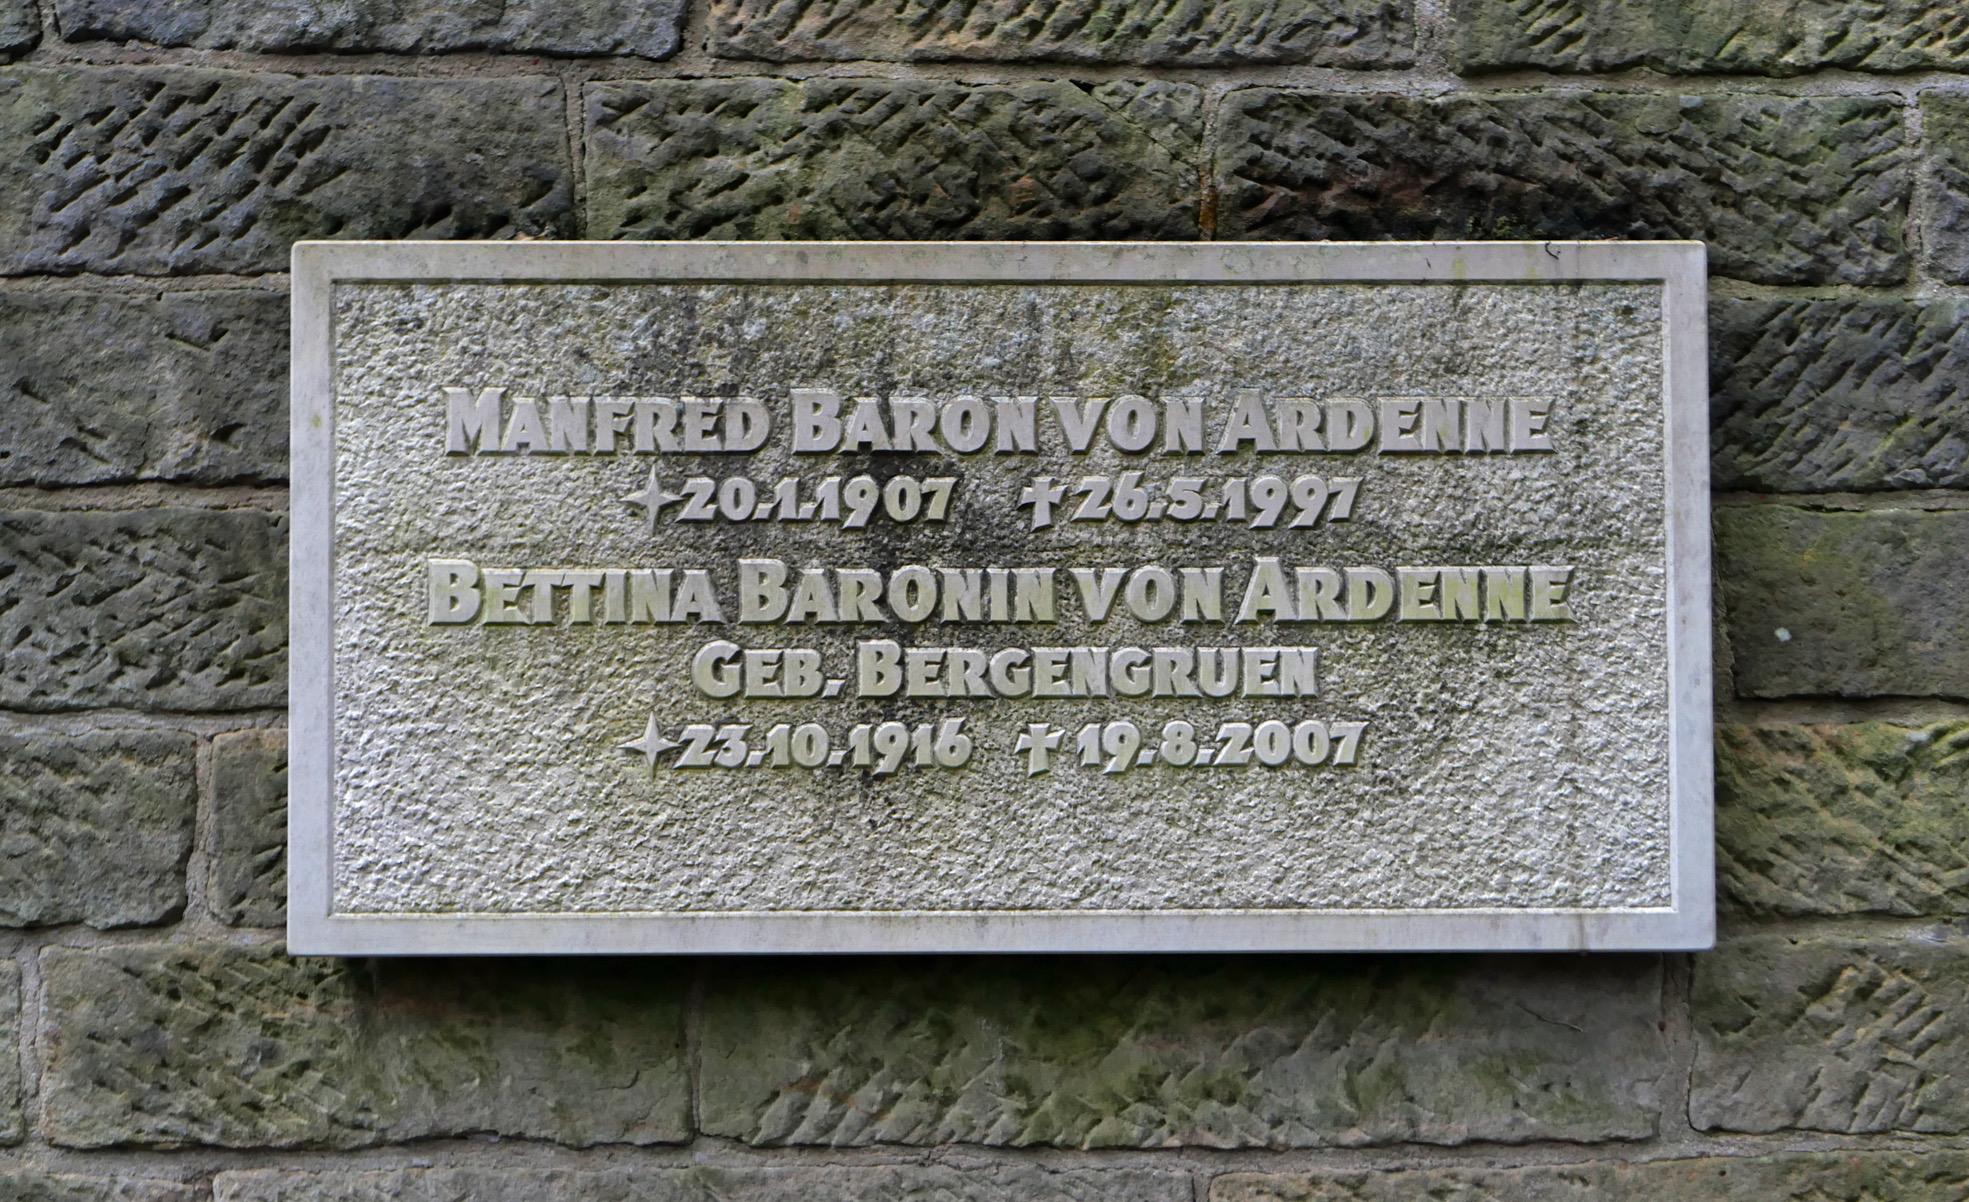 MANFRED BARON VON ARDENNE
✦20.1.1907 ✝26.5.1997
BETTINA BARONIN VON ARDENNE
GEB. BERGENGRUEN
✦23.10.1916 ✝19.8.2007